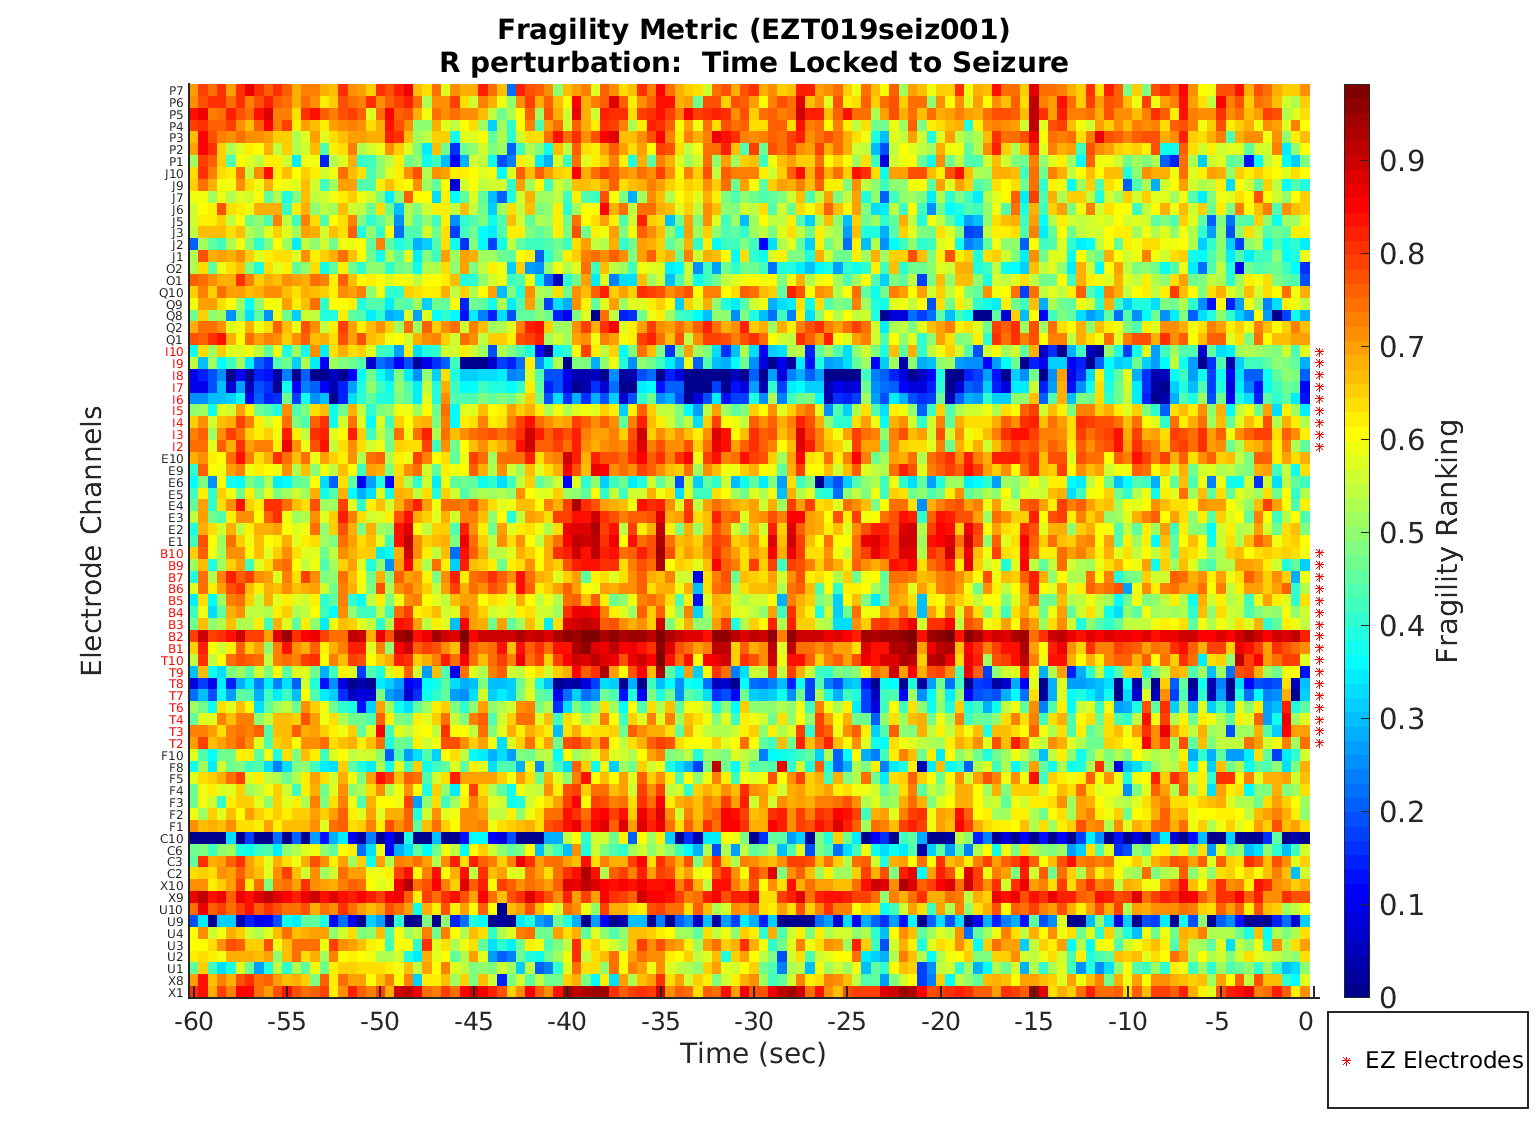 Fragility Metric (EZT019seiz001)
R perturbation:  Time Locked to Seizure
Electrode Channels
P7
P6
P5
P4
P3
P2
P1
J10
J9
J7
J6
J5
J3
J2
J1
O2
O1
Q10
Q9
Q8
Q2
Q1
I10
I9
I8
I7
I6
I5
I4
I3
I2
E10
E9
E6
E5
E4
E3
E2
E1
B10
B9
B7
B6
B5
B4
B3
B2
B1
T10
T9
T8
T7
T6
T4
T3
T2
F10
F8
F5
F4
F3
F2
F1
C10
C6
C3
C2
X10
X9
U10
U9
U4
U3
U2
U1
X8
X1
-60 -55 -50 -45 -40 -35 -30 -25 -20 -15 -10 -5 0
Time (sec)
0.9
0.8
0.7
0.6
0.5
0.4
0.3
0.2
0.1
0
Fragility Ranking
EZ Electrodes